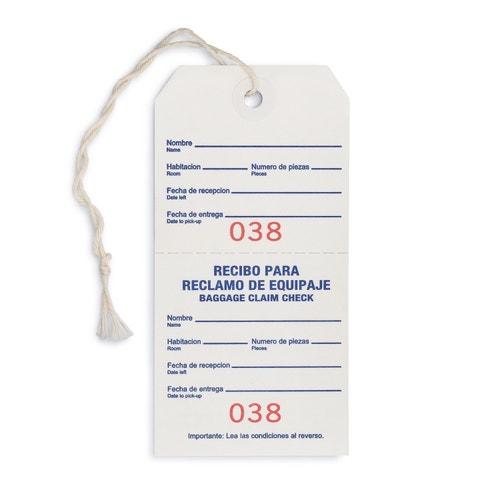 Nombre
Name
Habitacion Numero de piezas
Room Pieces
Fecha de recepcion
Date left
Fecha de entrega
Date to pick-up
038
RECIBO PARA
RECLAMO DE EQUIPAJE
BAGGAGE CLAIM CHECK
Nombre
Name
Habitacion Numero de piezas
Room Pieces
Fecha de recepcion
Date left
Fecha de entrega
Date to pick-up
038
Importante: Lea las condiciones al reverso.